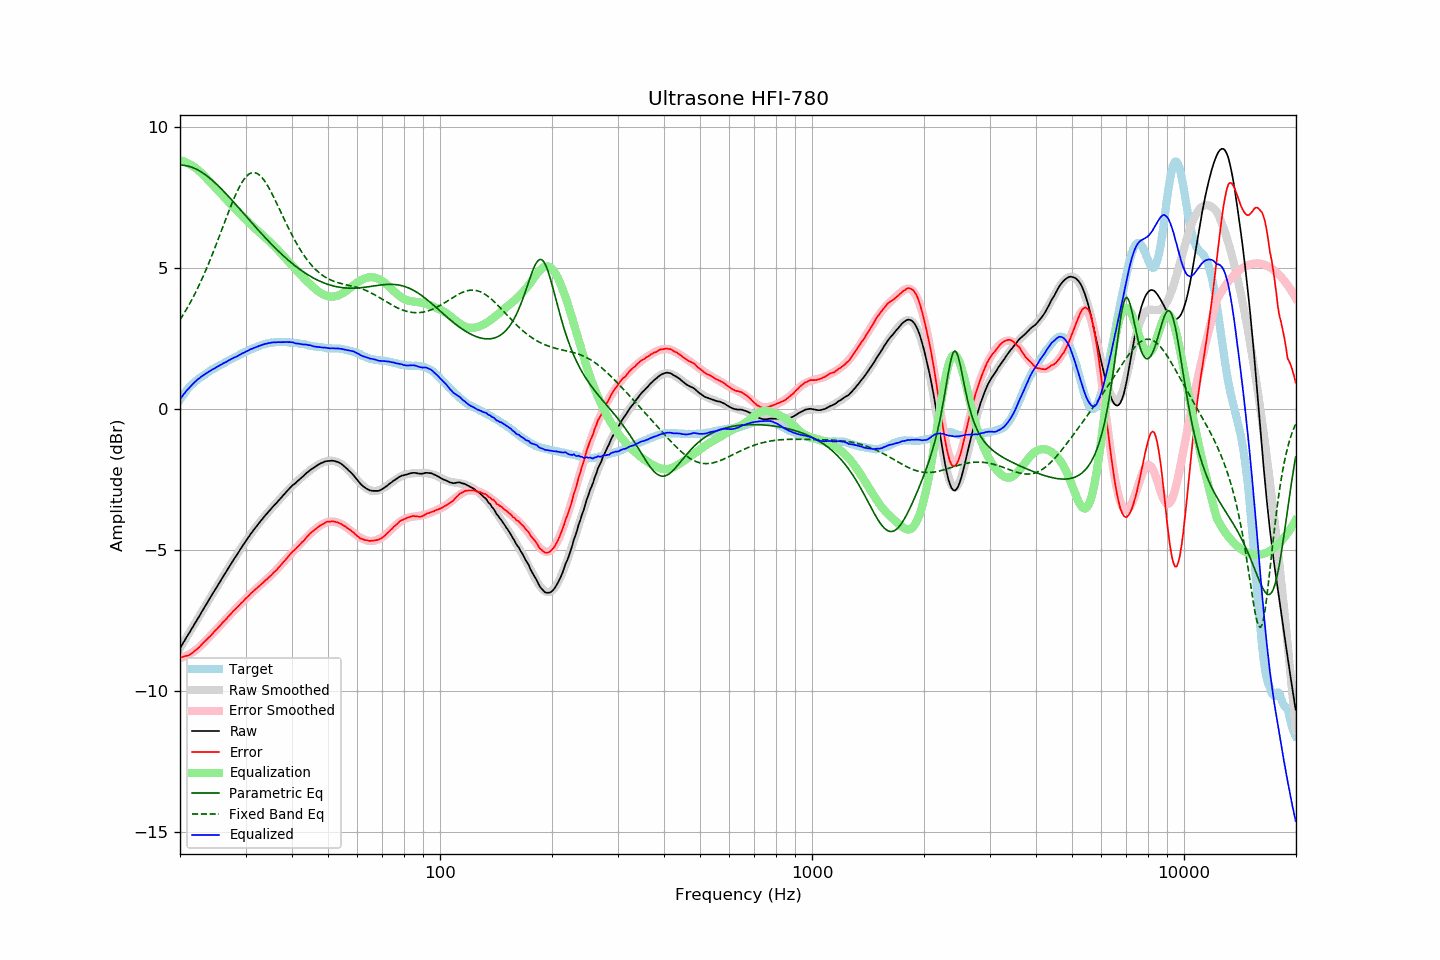 Ultrasone HFI-780
10
5
0
−5
−10
−15
Amplitude (dBr)
Target
Raw Smoothed
Error Smoothed
Raw
Error
Equalization
Parametric Eq
Fixed Band Eq
Equalized
100
1000
10000
Frequency (Hz)